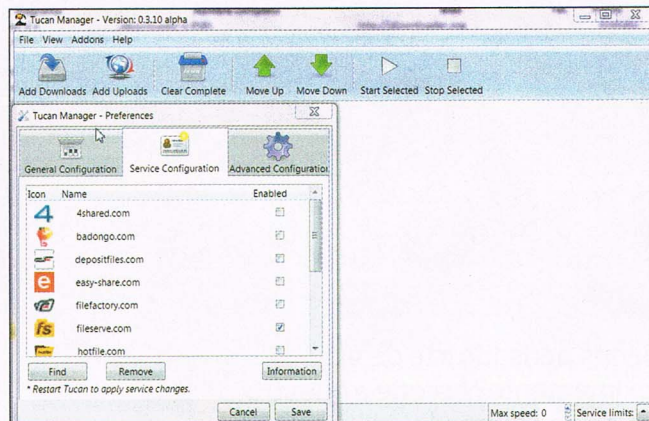 Tucan Manager - Version: 0.3.10 alpha
File View Addons Help
Add Downloads Add Uploads Clear Complete Move Up Move Down Start Selected Stop Selected
Tucan Manager - Preferences
General Configuration Service Configuration Advanced Configuration
Icon Name Enabled
4 4shared.com
badongo.com
depositfiles.com
e easy-share.com
filefactory.com
fs fileserve.com
hotfile.com
Find Remove Information
* Restart Tucan to apply service changes.
Cancel Save
Max speed: 0 Service limits: